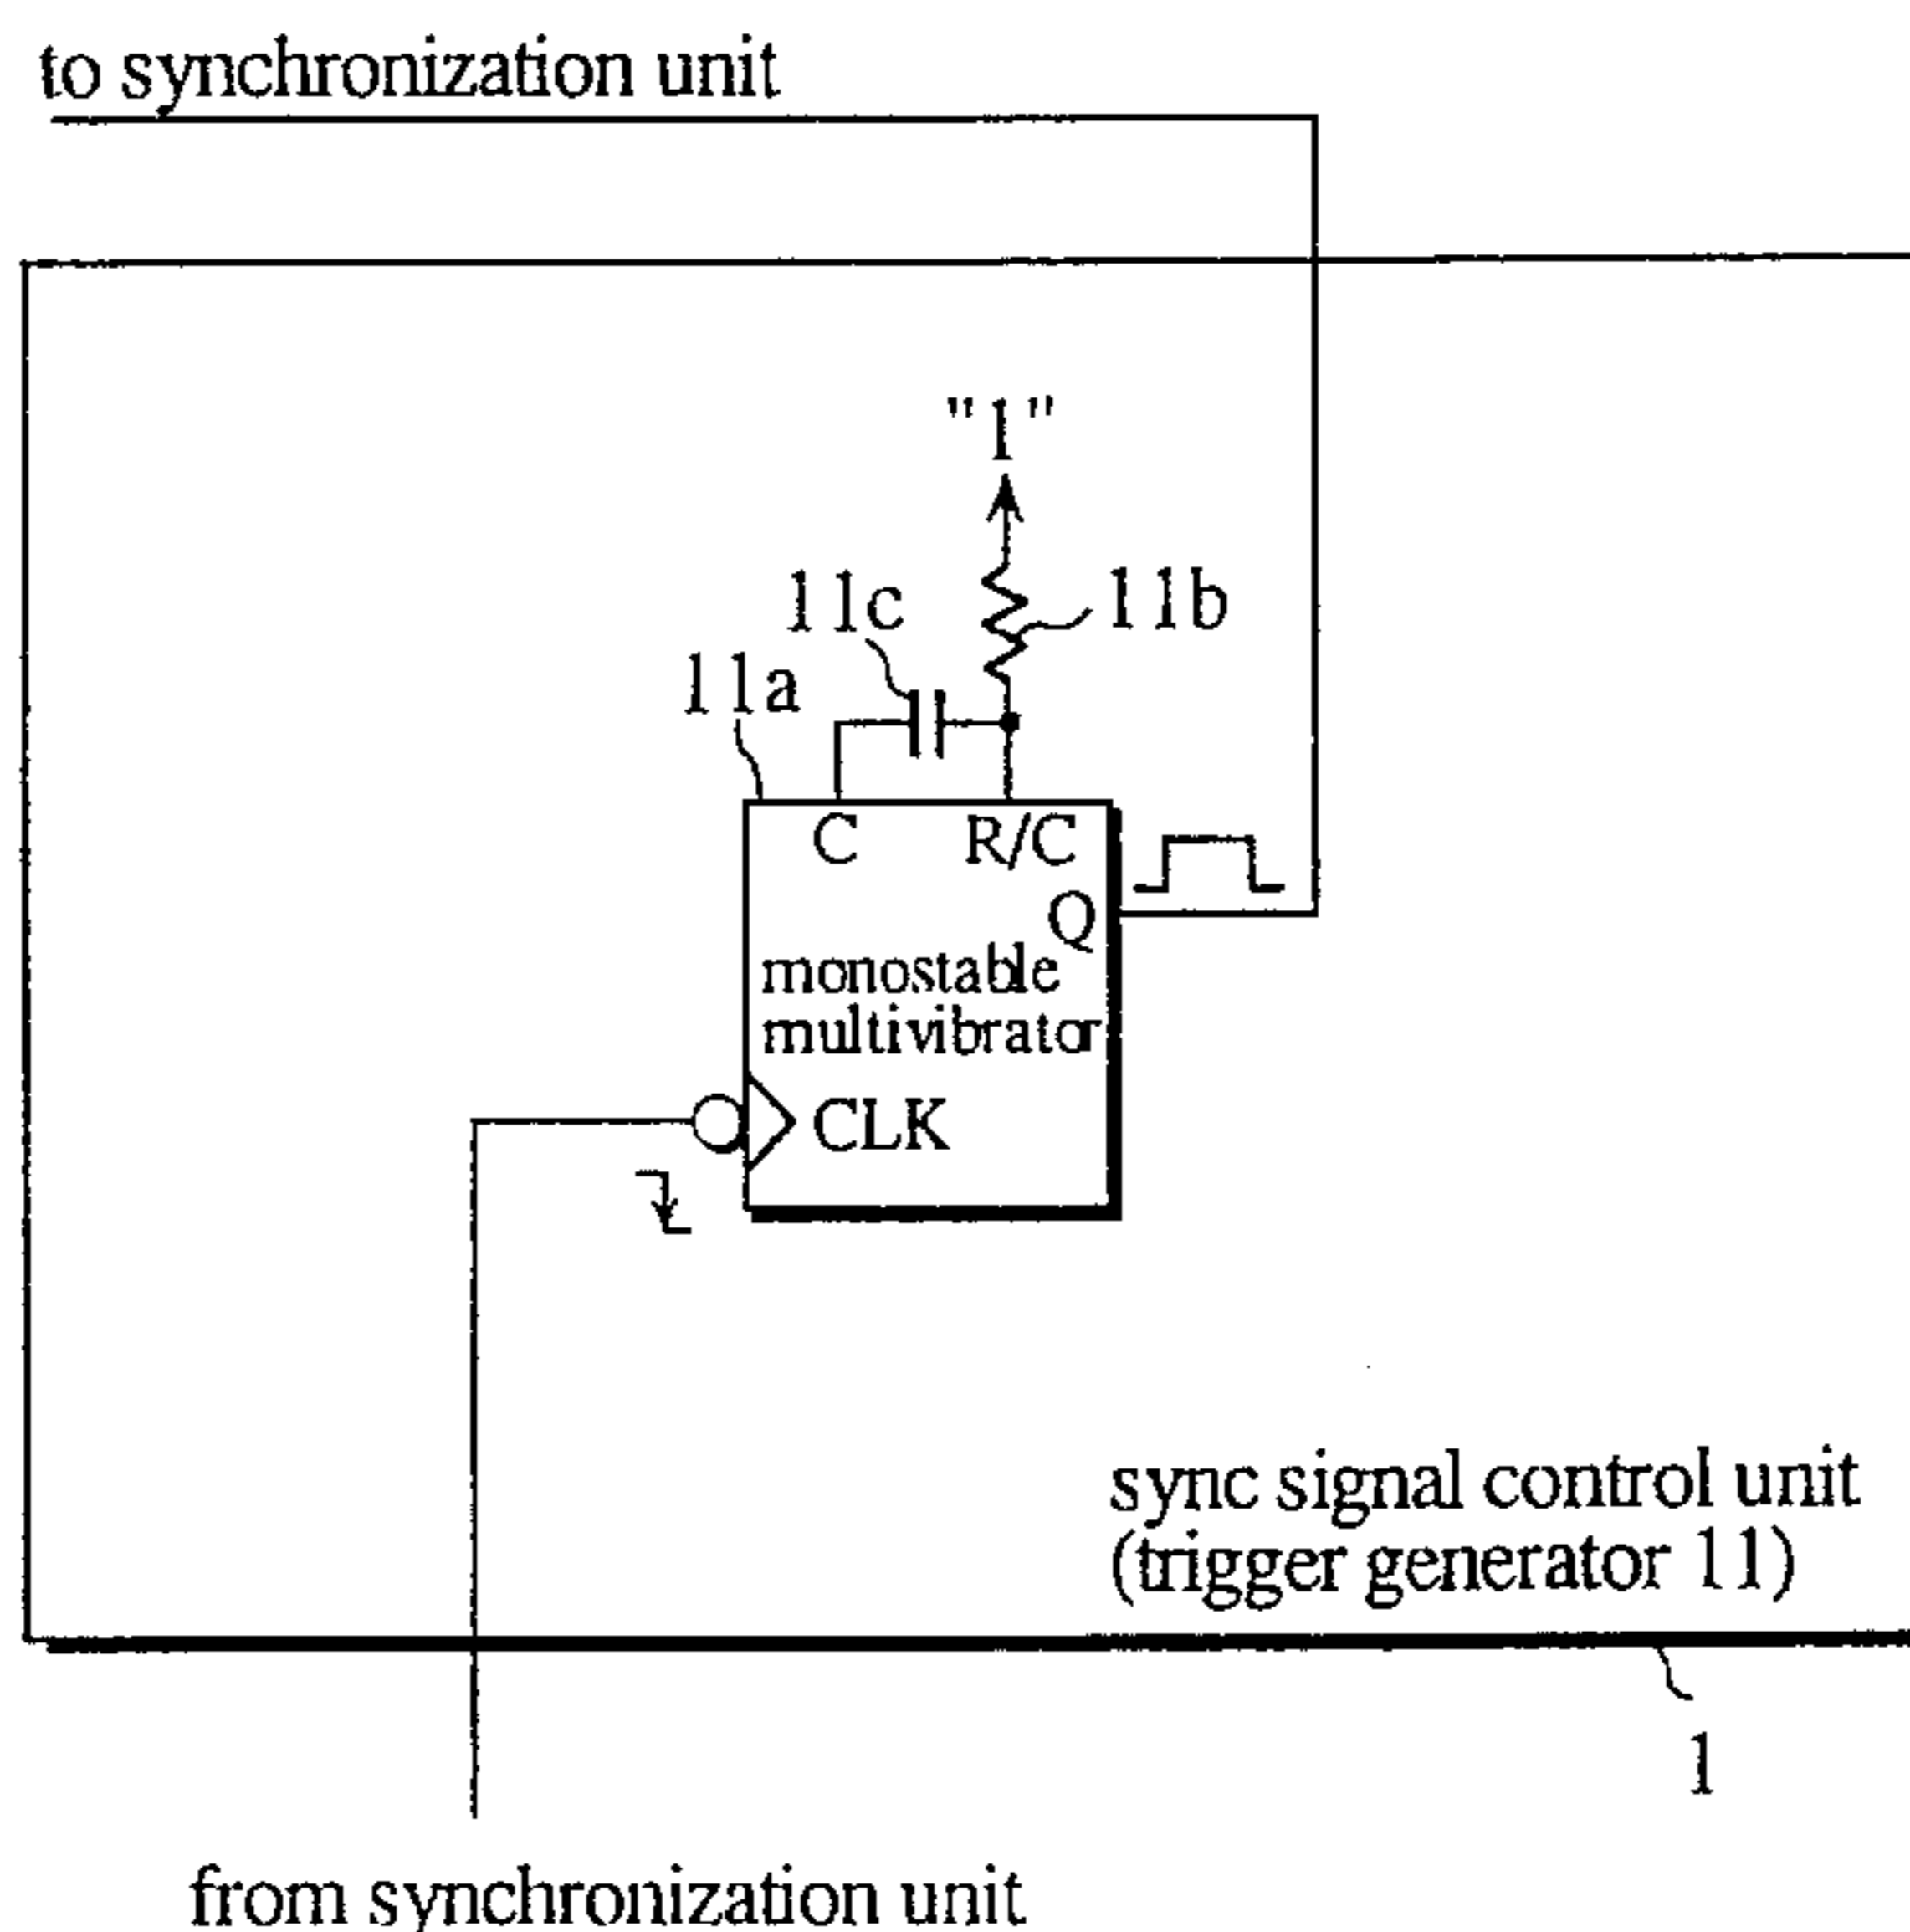 to synchronization unit
"1"
11c
11b
11a
C
R/C
Q
monostable
multivibrator
CLK
sync signal control unit
(trigger generator 11)
1
from synchronization unit